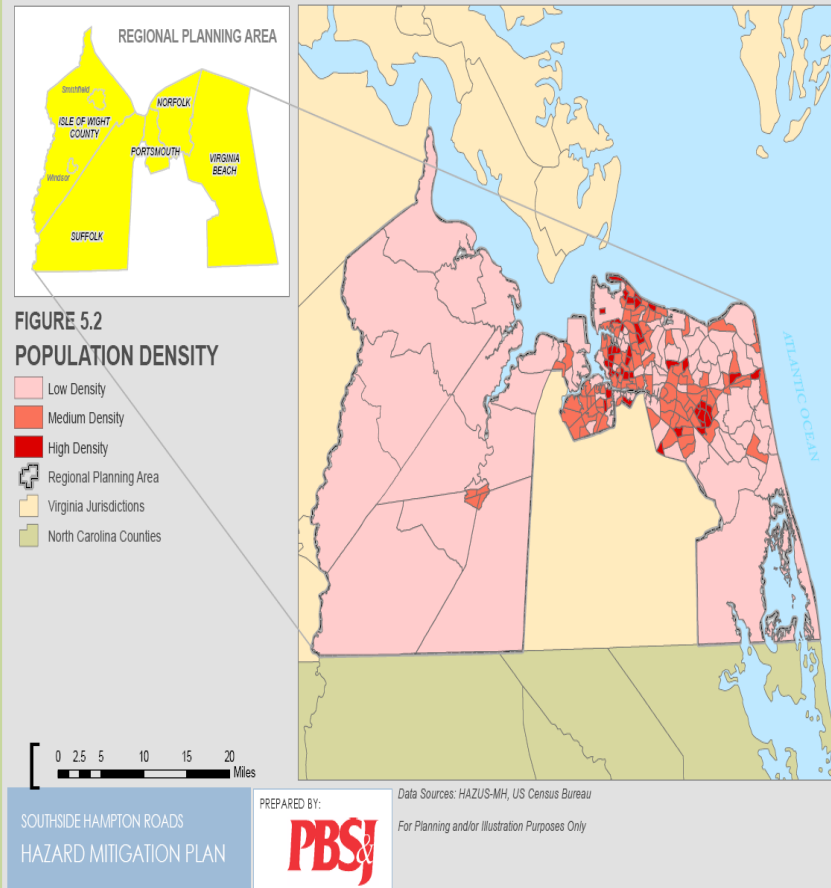 REGIONAL PLANNING AREA
Smithfield
ISLE OF WIGHT
COUNTY
NORFOLK
PORTSMOUTH
VIRGINIA
BEACH
Windsor
SUFFOLK
FIGURE 5.2
POPULATION DENSITY
Low Density
Medium Density
High Density
Regional Planning Area
Virginia Jurisdictions
North Carolina Counties
ATLANTIC OCEAN
0 2.5 5 10 15 20
Miles
SOUTHSIDE HAMPTON ROADS
HAZARD MITIGATION PLAN
PREPARED BY:
PBS&J
Data Sources: HAZUS-MH, US Census Bureau
For Planning and/or Illustration Purposes Only